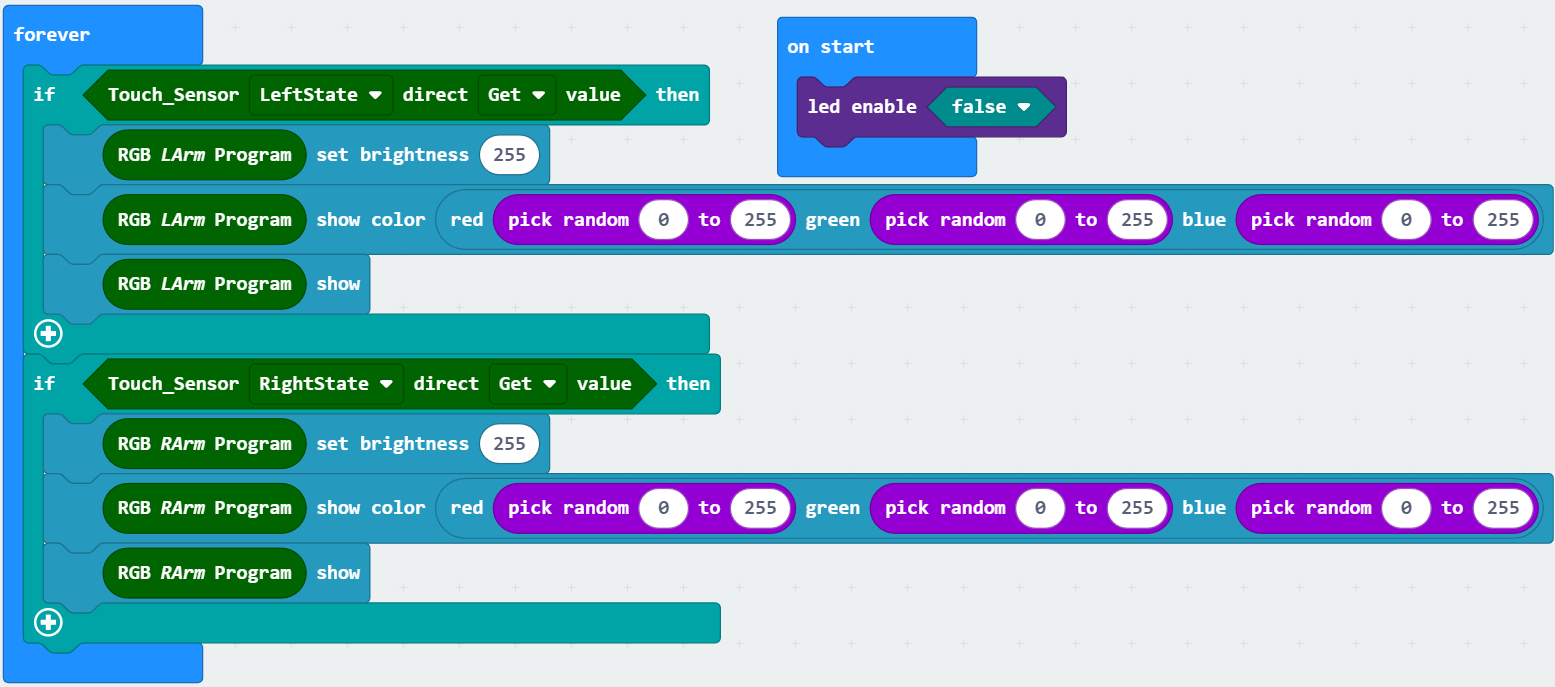 forever
on start
led enable false
if Touch_Sensor LeftState direct Get value then
RGB LArm Program set brightness 255
RGB LArm Program show color red pick random 0 to 255 green pick random 0 to 255 blue pick random 0 to 255
RGB LArm Program show
if Touch_Sensor RightState direct Get value then
RGB RArm Program set brightness 255
RGB RArm Program show color red pick random 0 to 255 green pick random 0 to 255 blue pick random 0 to 255
RGB RArm Program show